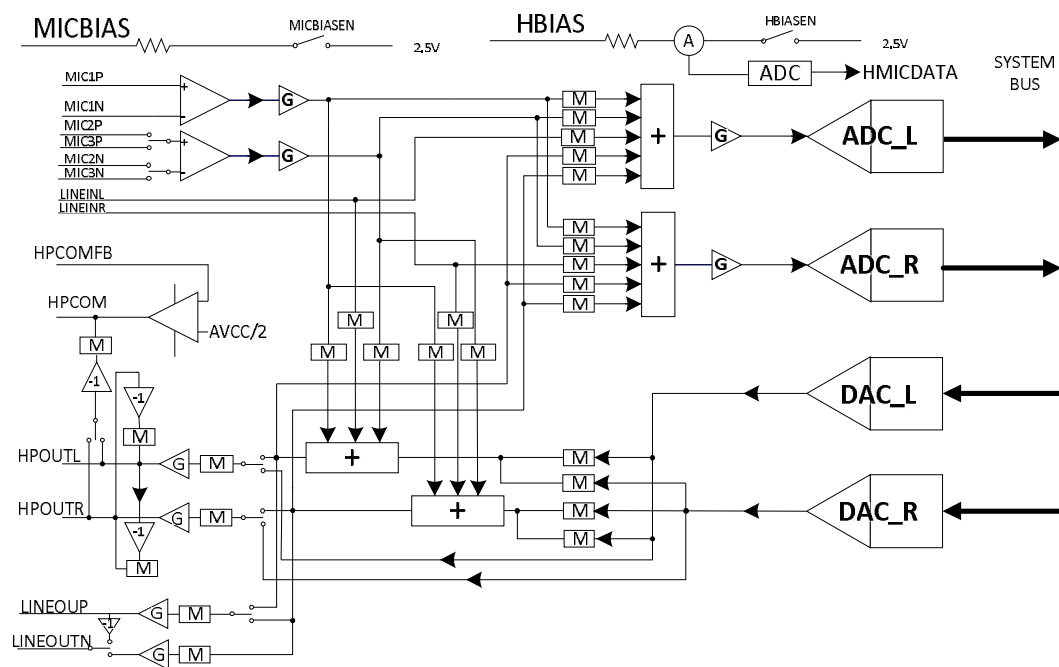 MICBIAS
MICBIASEN
2.5V
HBIAS
A
HBIASEN
2.5V
ADC
HMICDATA
SYSTEM
BUS
MIC1P
MIC1N
+
-
G
MIC2P
MIC3P
MIC2N
MIC3N
+
-
G
LINEINL
LINEINR
M
M
M
M
M
+
G
ADC_L
M
M
M
M
M
+
G
ADC_R
HPCOMFB
HPCOM
AVCC/2
M
-1
-1
M
M
M
M
M
M
M
M
DAC_L
HPOUTL
G
M
+
M
M
HPOUTR
G
M
+
M
M
DAC_R
-1
M
LINEOUP
G
M
-1
LINEOUTN
G
M